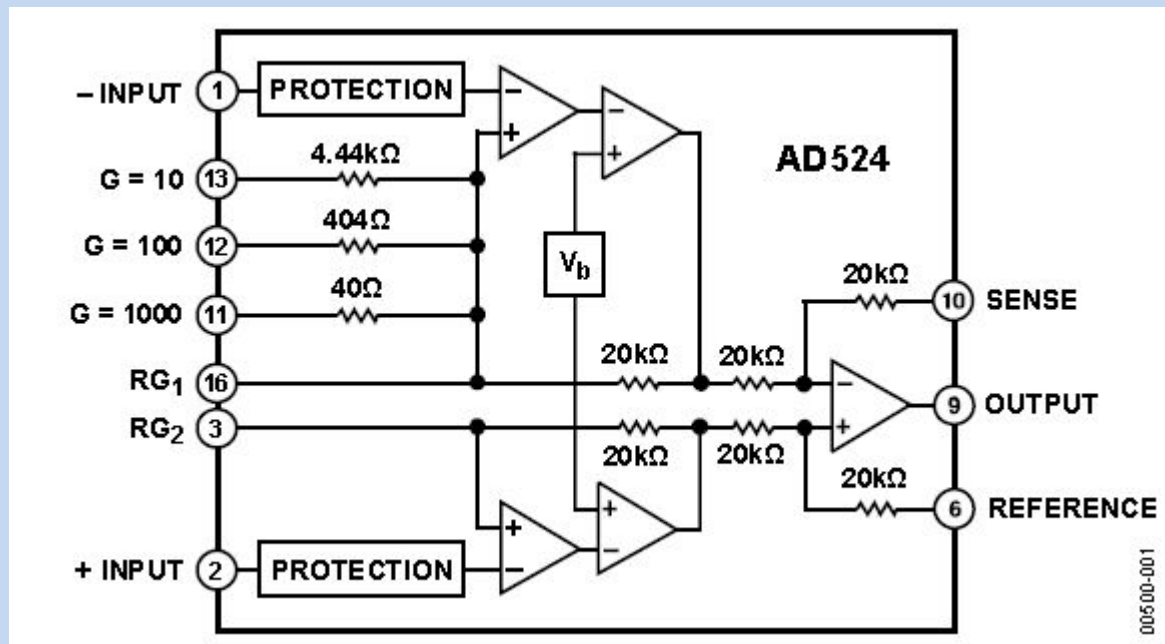 – INPUT 1 PROTECTION
AD524
4.44kΩ
G = 10 13
404Ω
G = 100 12
Vb
40Ω
G = 1000 11
20kΩ
10 SENSE
20kΩ 20kΩ
RG1 16
RG2 3
9 OUTPUT
20kΩ 20kΩ
20kΩ
6 REFERENCE
+ INPUT 2 PROTECTION
00500-001